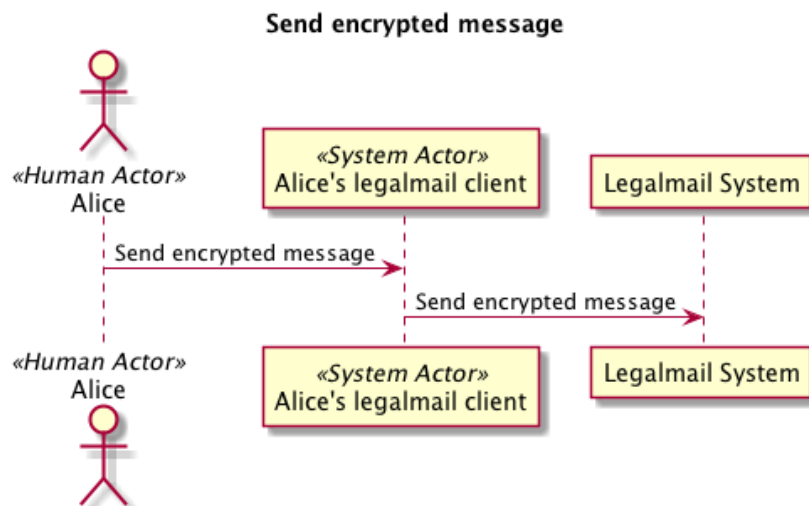 Send encrypted message
«Human Actor»
Alice
«System Actor»
Alice's legalmail client
Legalmail System
Send encrypted message
Send encrypted message
«Human Actor»
Alice
«System Actor»
Alice's legalmail client
Legalmail System